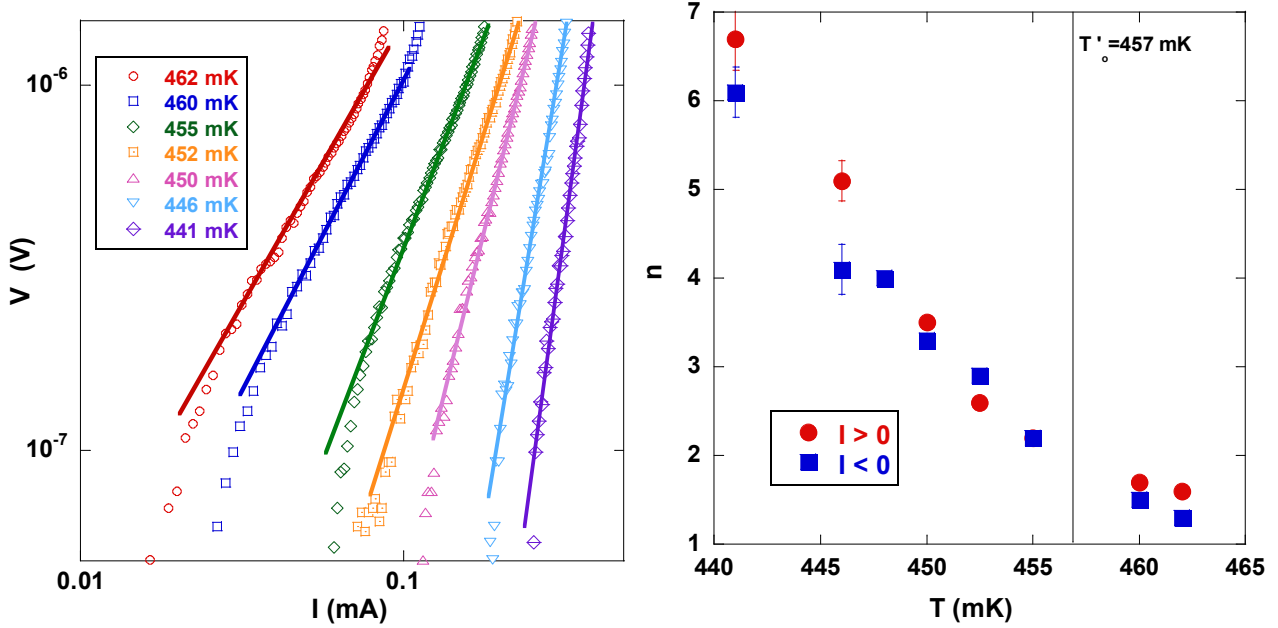 10⁻⁶
10⁻⁷
V (V)
462 mK
460 mK
455 mK
452 mK
450 mK
446 mK
441 mK
0.01
0.1
I (mA)
7
6
5
4
3
2
1
n
T'ₒ=457 mK
I > 0
I < 0
440
445
450
455
460
465
T (mK)